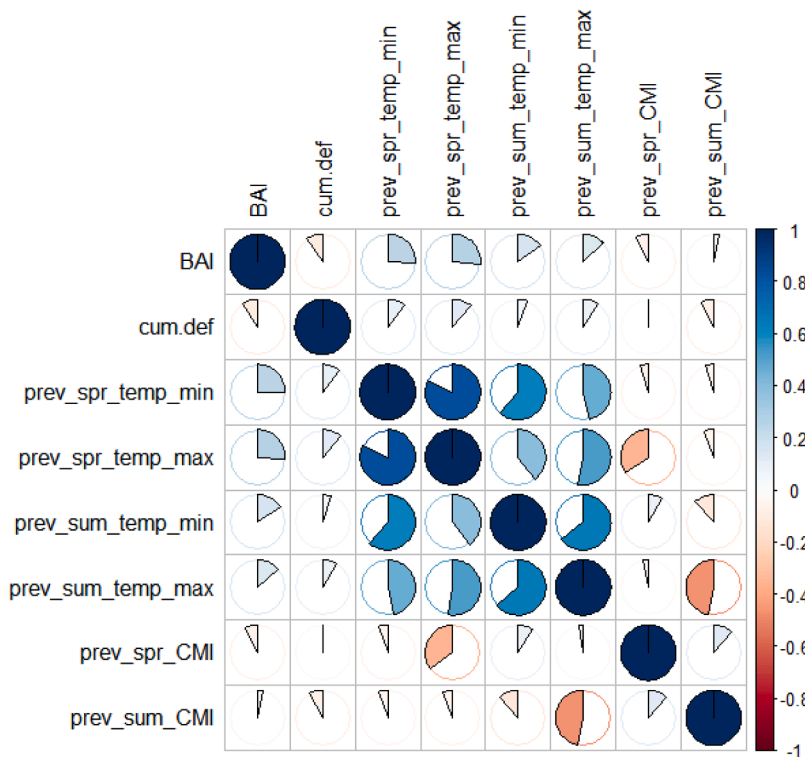 BAI
cum.def
prev_spr_temp_min
prev_spr_temp_max
prev_sum_temp_min
prev_sum_temp_max
prev_spr_CMI
prev_sum_CMI
BAI
cum.def
prev_spr_temp_min
prev_spr_temp_max
prev_sum_temp_min
prev_sum_temp_max
prev_spr_CMI
prev_sum_CMI
1
0.8
0.6
0.4
0.2
0
-0.2
-0.4
-0.6
-0.8
-1